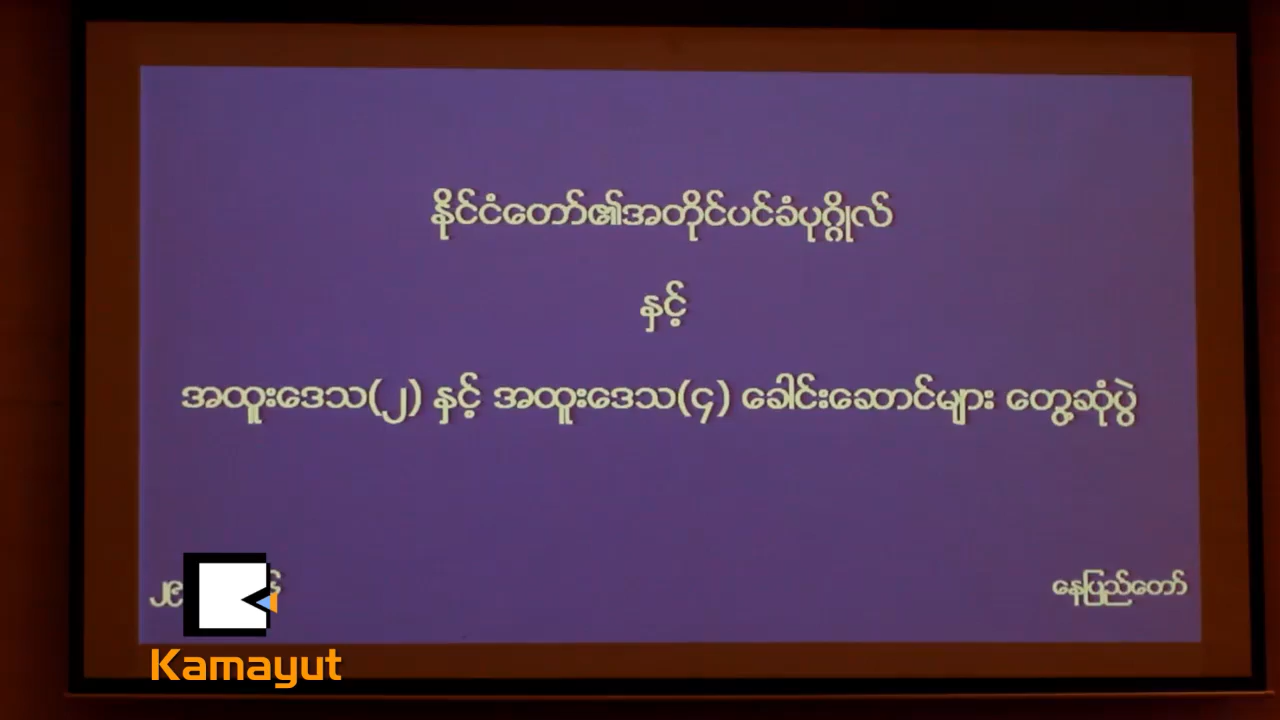 နိုင်ငံတော်၏အတိုင်ပင်ခံပုဂ္ဂိုလ်
နှင့်
အထူးဒေသ(၂) နှင့် အထူးဒေသ(၄) ခေါင်းဆောင်များ တွေ့ဆုံပွဲ
နေပြည်တော်
Kamayut